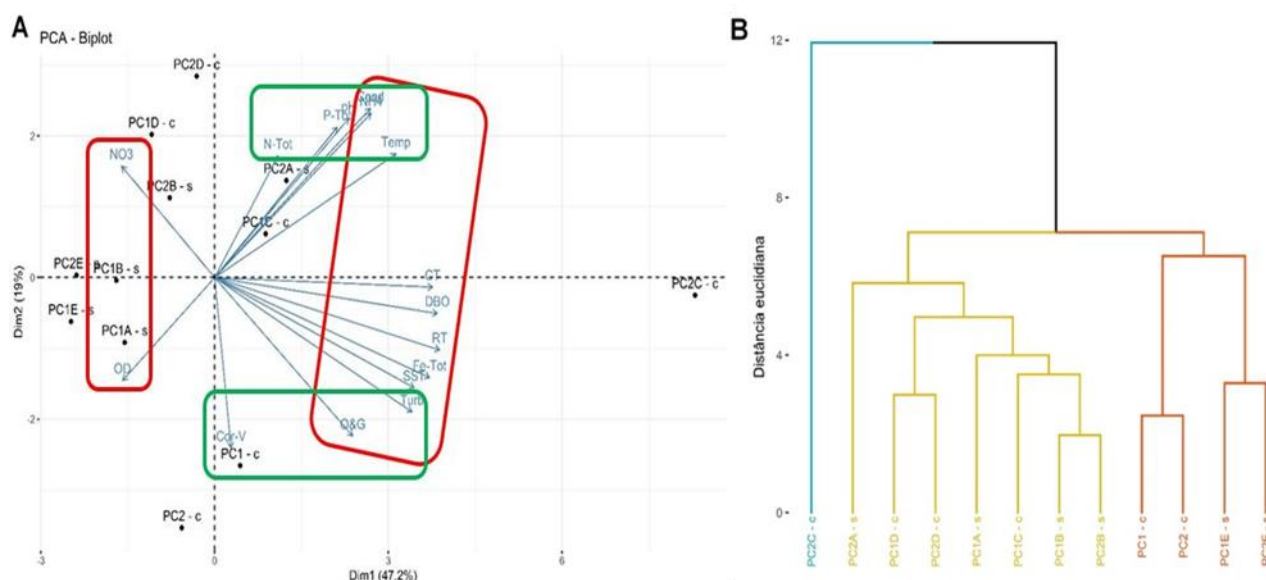 A
PCA - Biplot
PC2D - c
PC1D - c
N-Tot
Temp
NO3
PC2A - s
PC2B - s
PC1C - c
PC1B - s
PC1E - s
PC1A - s
OD
CT
DBO
RT
Fe-Tot
SST
Turb
O&G
Cor-V
PC1 - c
PC2 - c
PC2C - c
2
0
-2
-3
0
3
6
Dim2 (19%)
Dim1 (47.2%)
B
12
8
4
0
Distância euclidiana
PC2C - c
PC2A - s
PC1D - c
PC2D - c
PC1A - s
PC1C - c
PC1B - s
PC2B - s
PC1 - c
PC2 - c
PC1E - s